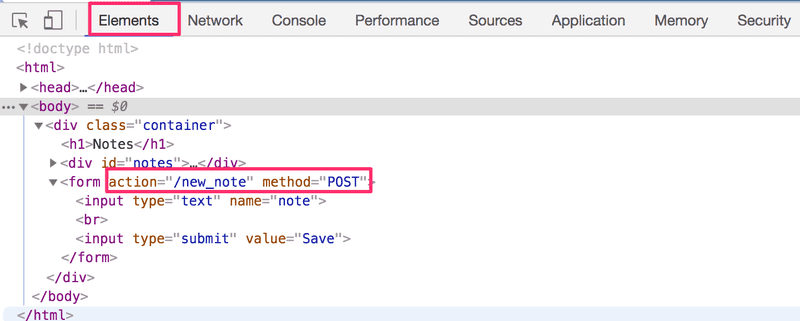 Elements Network Console Performance Sources Application Memory Security
<!doctype html>
<html>
▶<head>…</head>
…▼<body> == $0
▼<div class="container">
<h1>Notes</h1>
▶<div id="notes">…</div>
▼<form action="/new_note" method="POST">
<input type="text" name="note">
<br>
<input type="submit" value="Save">
</form>
</div>
</body>
</html>